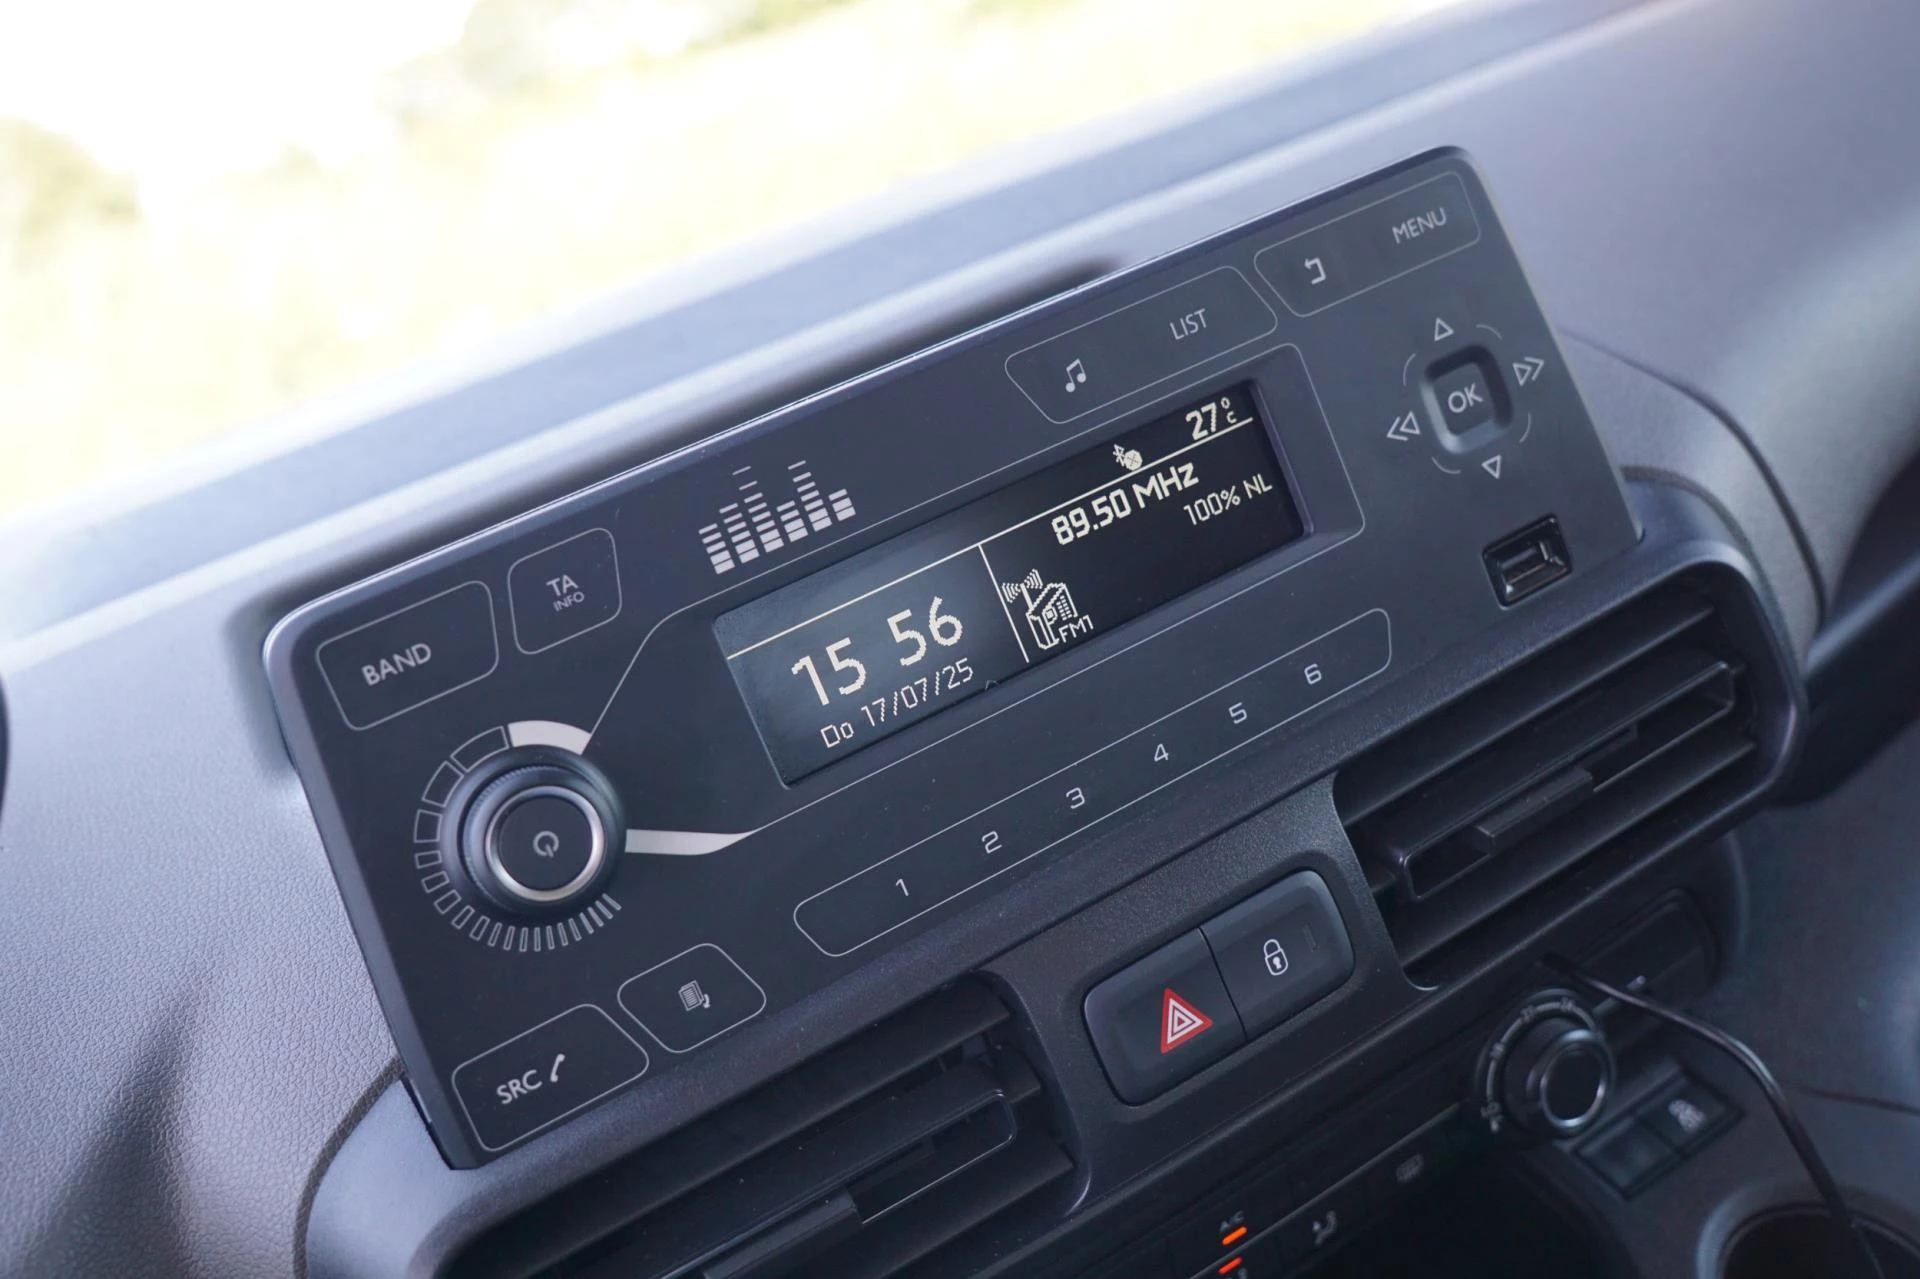 MENU
LIST
OK
27°C
89.50 MHz
100% NL
TA
INFO
BAND
15 56
Do 17/07/25
FM1
1 2 3 4 5 6
SRC
A/C